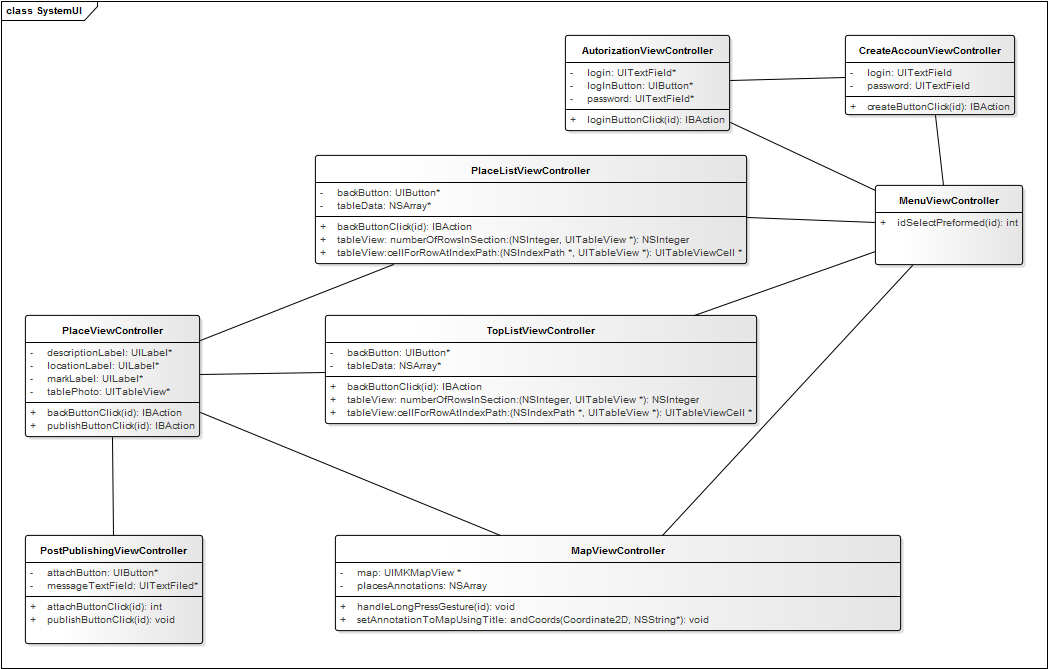 class SystemUI
AutorizationViewController
- login: UITextField*
- logInButton: UIButton*
- password: UITextField*
+ loginButtonClick(id): IBAction
CreateAccounViewController
- login: UITextField
- password: UITextField
+ createButtonClick(id): IBAction
PlaceListViewController
- backButton: UIButton*
- tableData: NSArray*
+ backButtonClick(id): IBAction
+ tableView: numberOfRowsInSection:(NSInteger, UITableView *): NSInteger
+ tableView:cellForRowAtIndexPath:(NSIndexPath *, UITableView *): UITableViewCell *
MenuViewController
+ idSelectPreformed(id): int
PlaceViewController
- descriptionLabel: UILabel*
- locationLabel: UILabel*
- markLabel: UILabel*
- tablePhoto: UITableView*
+ backButtonClick(id): IBAction
+ publishButtonClick(id): IBAction
TopListViewController
- backButton: UIButton*
- tableData: NSArray*
+ backButtonClick(id): IBAction
+ tableView: numberOfRowsInSection:(NSInteger, UITableView *): NSInteger
+ tableView:cellForRowAtIndexPath:(NSIndexPath *, UITableView *): UITableViewCell *
PostPublishingViewController
- attachButton: UIButton*
- messageTextField: UITextFiled*
+ attachButtonClick(id): int
+ publishButtonClick(id): void
MapViewController
- map: UIMKMapView *
- placesAnnotations: NSArray
+ handleLongPressGesture(id): void
+ setAnnotationToMapUsingTitle: andCoords(Coordinate2D, NSString*): void